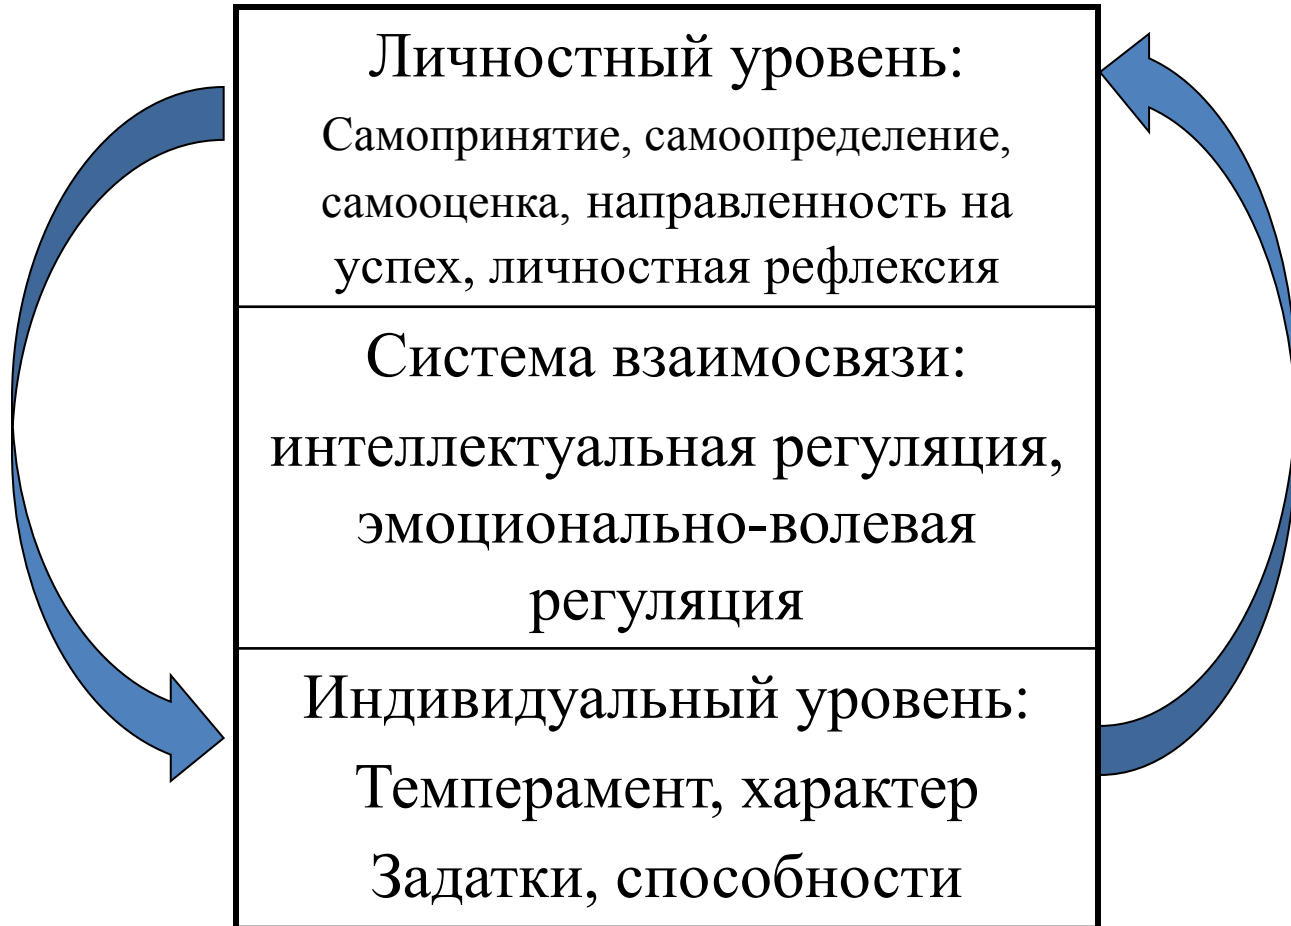 Личностный уровень:
Самопринятие, самоопределение,
самооценка, направленность на
успех, личностная рефлексия
Система взаимосвязи:
интеллектуальная регуляция,
эмоционально-волевая
регуляция
Индивидуальный уровень:
Темперамент, характер
Задатки, способности